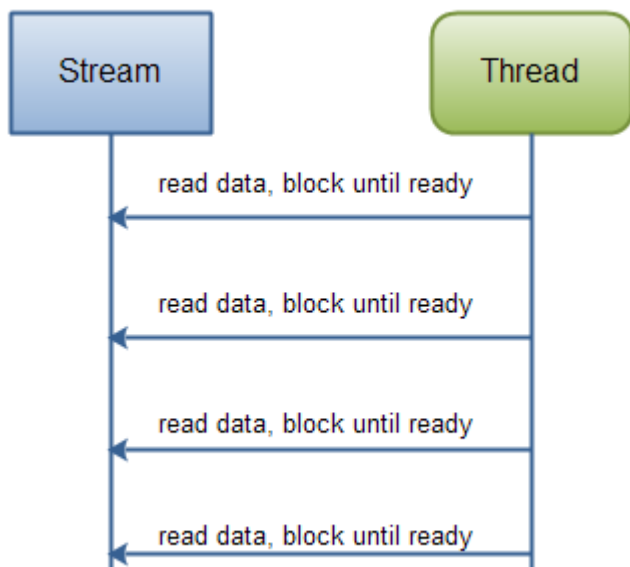 Stream
Thread
read data, block until ready
read data, block until ready
read data, block until ready
read data, block until ready